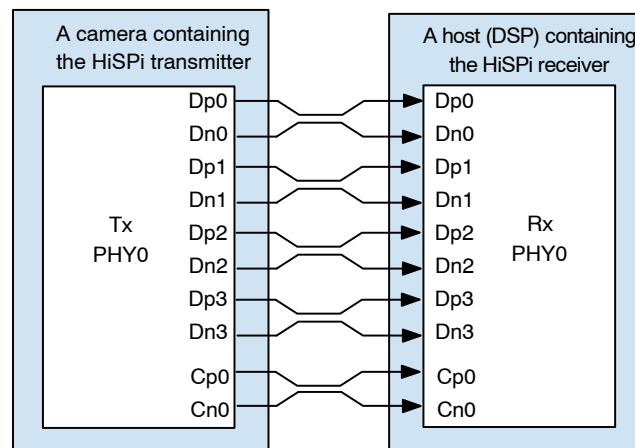 A camera containing
the HiSPi transmitter
A host (DSP) containing
the HiSPi receiver
Tx
PHY0
Dp0
Dn0
Dp1
Dn1
Dp2
Dn2
Dp3
Dn3
Cp0
Cn0
Dp0
Dn0
Dp1
Dn1
Dp2
Dn2
Dp3
Dn3
Cp0
Cn0
Rx
PHY0